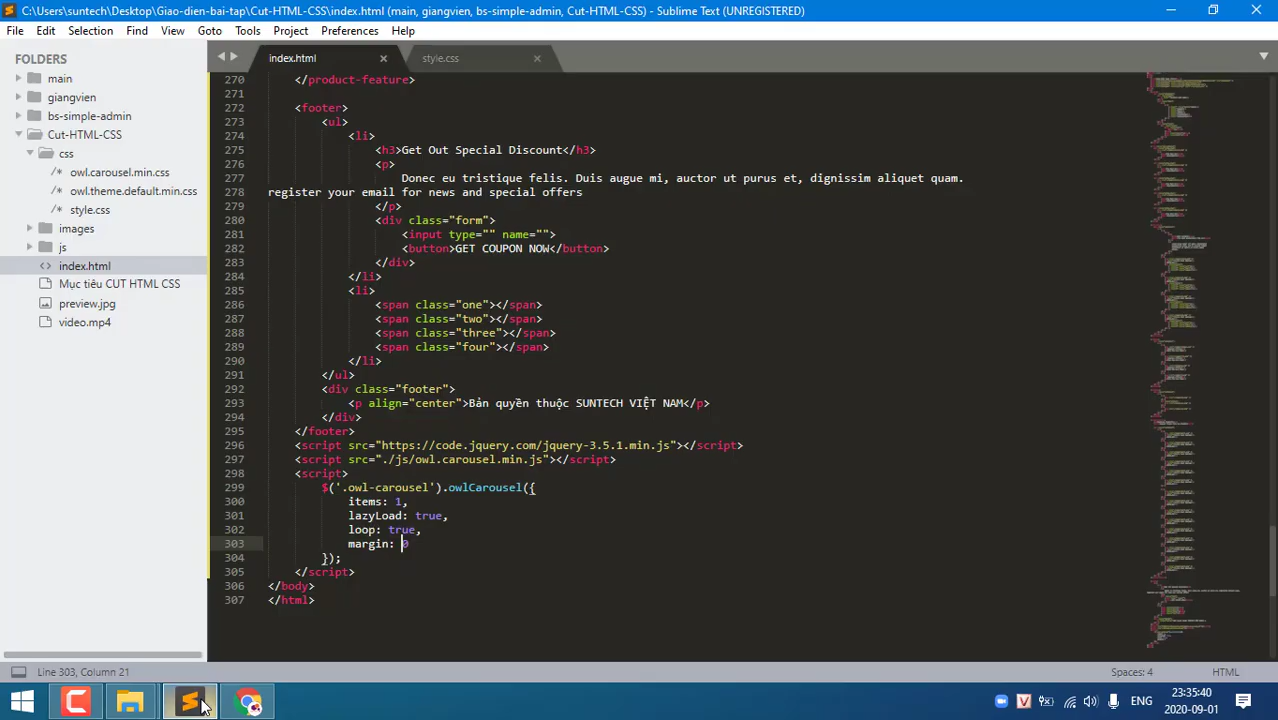 C:\Users\suntech\Desktop\Giao-dien-bai-tap\Cut-HTML-CSS\index.html (main, giangvien, bs-simple-admin, Cut-HTML-CSS) - Sublime Text (UNREGISTERED)
File Edit Selection Find View Goto Tools Project Preferences Help
FOLDERS
main
giangvien
bs-simple-admin
Cut-HTML-CSS
css
/* owl.carousel.min.css
/* owl.theme.default.min.css
/* style.css
images
js
<> index.html
Mục tiêu CUT HTML CSS
preview.jpg
video.mp4
index.html × style.css ×
270 </product-feature>
271
272 <footer>
273 <ul>
274 <li>
275 <h3>Get Out Special Discount</h3>
276 <p>
277 Donec eu tristique felis. Duis augue mi, auctor ut purus et, dignissim aliquet quam.
278 register your email for news and special offers
279 </p>
280 <div class="form">
281 <input type="" name="">
282 <button>GET COUPON NOW</button>
283 </div>
284 </li>
285 <li>
286 <span class="one"></span>
287 <span class="two"></span>
288 <span class="three"></span>
289 <span class="four"></span>
290 </li>
291 </ul>
292 <div class="footer">
293 <p align="center">Bản quyền thuộc SUNTECH VIỆT NAM</p>
294 </div>
295 </footer>
296 <script src="https://code.jquery.com/jquery-3.5.1.min.js"></script>
297 <script src="./js/owl.carousel.min.js"></script>
298 <script>
299 $('.owl-carousel').owlCarousel({
300 items: 1,
301 lazyLoad: true,
302 loop: true,
303 margin: 0
304 });
305 </script>
306 </body>
307 </html>
Line 303, Column 21 Spaces: 4 HTML
ENG
23:35:40
2020-09-01